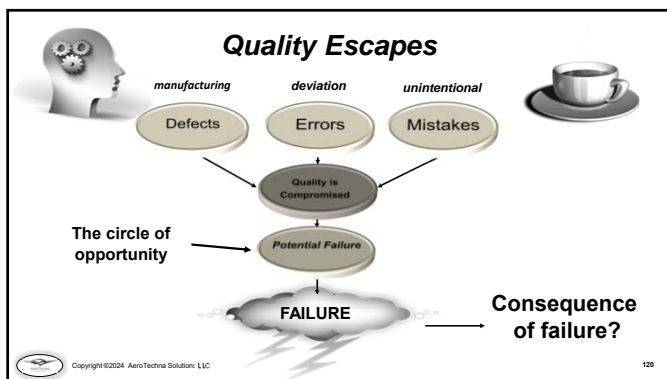 Quality Escapes
manufacturing
deviation
unintentional
Defects
Errors
Mistakes
Quality is
Compromised
The circle of
opportunity
Potential Failure
FAILURE
Consequence
of failure?
Copyright ©2024 AeroTechna Solutions LLC
120